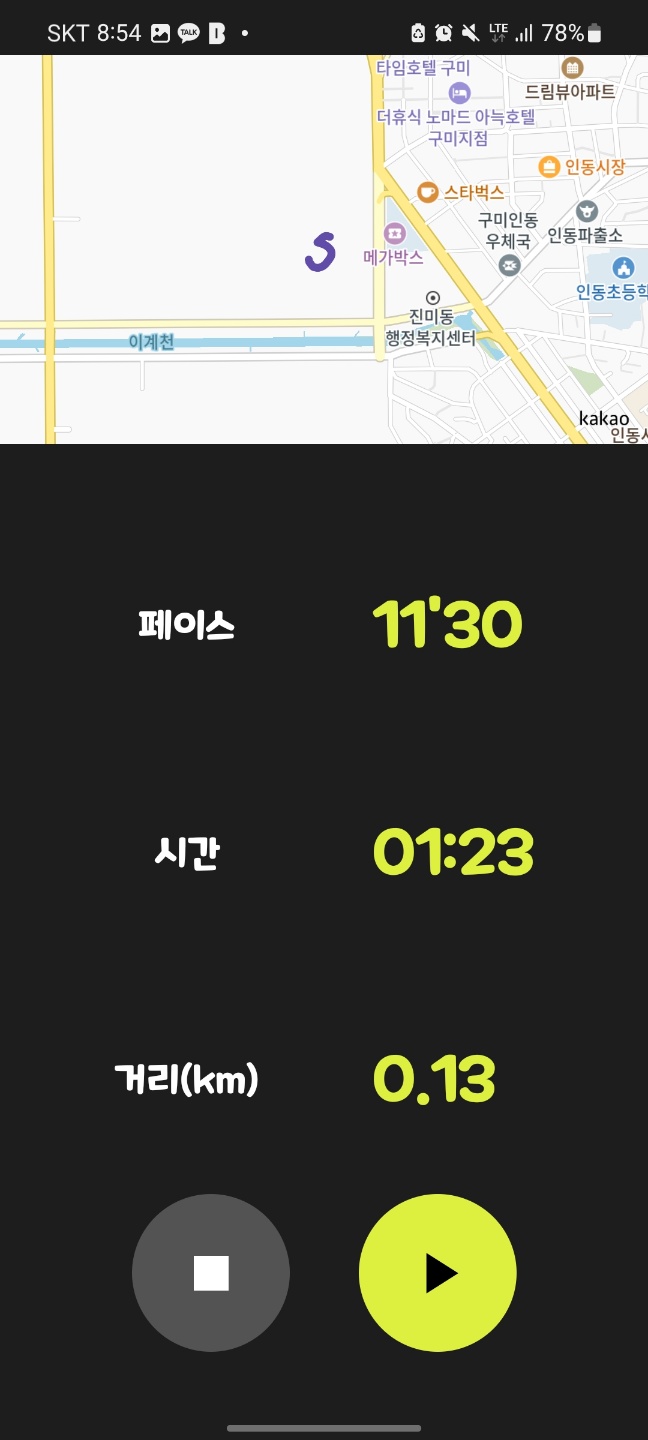 SKT 8:54
TALK
LTE
78%
타임호텔 구미
드림뷰아파트
더휴식 노마드 아늑호텔
구미지점
인동시장
스타벅스
구미인동
우체국
인동파출소
메가박스
인동초등학
진미동
행정복지센터
이계천
kakao
인동시
페이스
11'30
시간
01:23
거리(km)
0.13